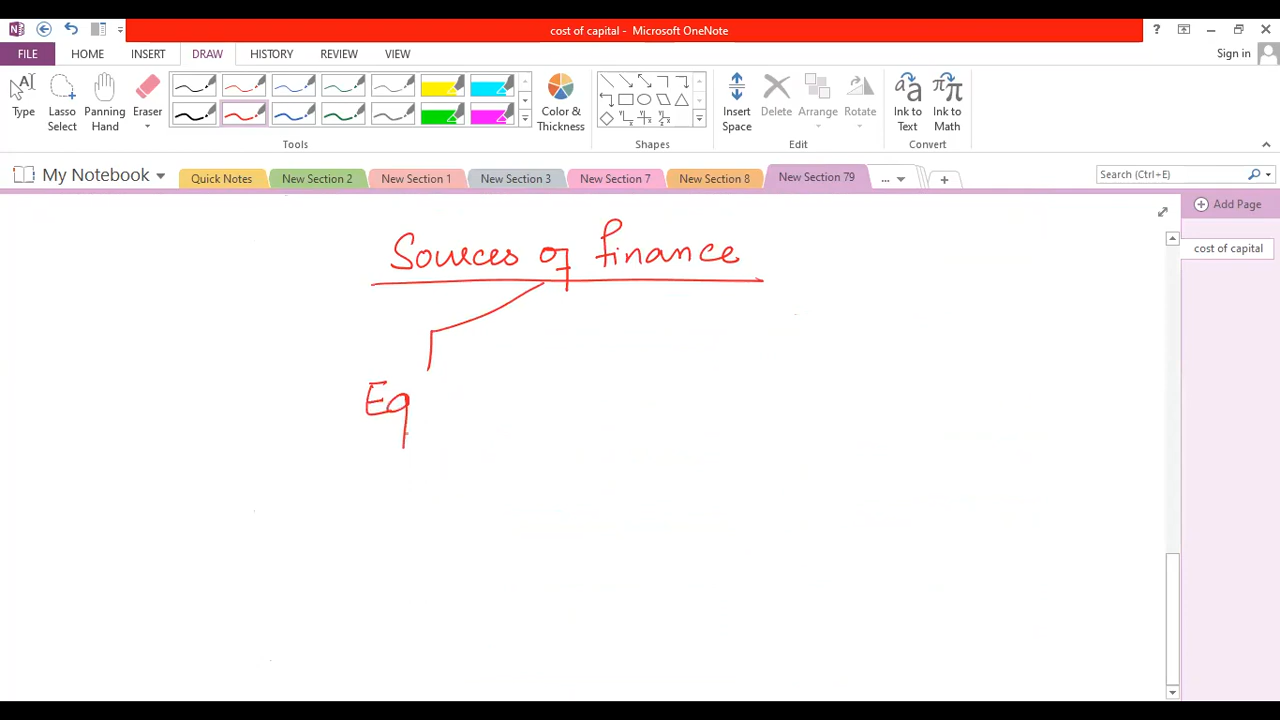 cost of capital - Microsoft OneNote
?
FILE HOME INSERT DRAW HISTORY REVIEW VIEW Sign in
Type
Lasso Select
Panning Hand
Eraser
Color & Thickness
Insert Space
Delete
Arrange
Rotate
Ink to Text
Ink to Math
Tools Shapes Edit Convert
My Notebook Quick Notes New Section 2 New Section 1 New Section 3 New Section 7 New Section 8 New Section 79 ... + Search (Ctrl+E)
Add Page
cost of capital
Sources of finance
Eq